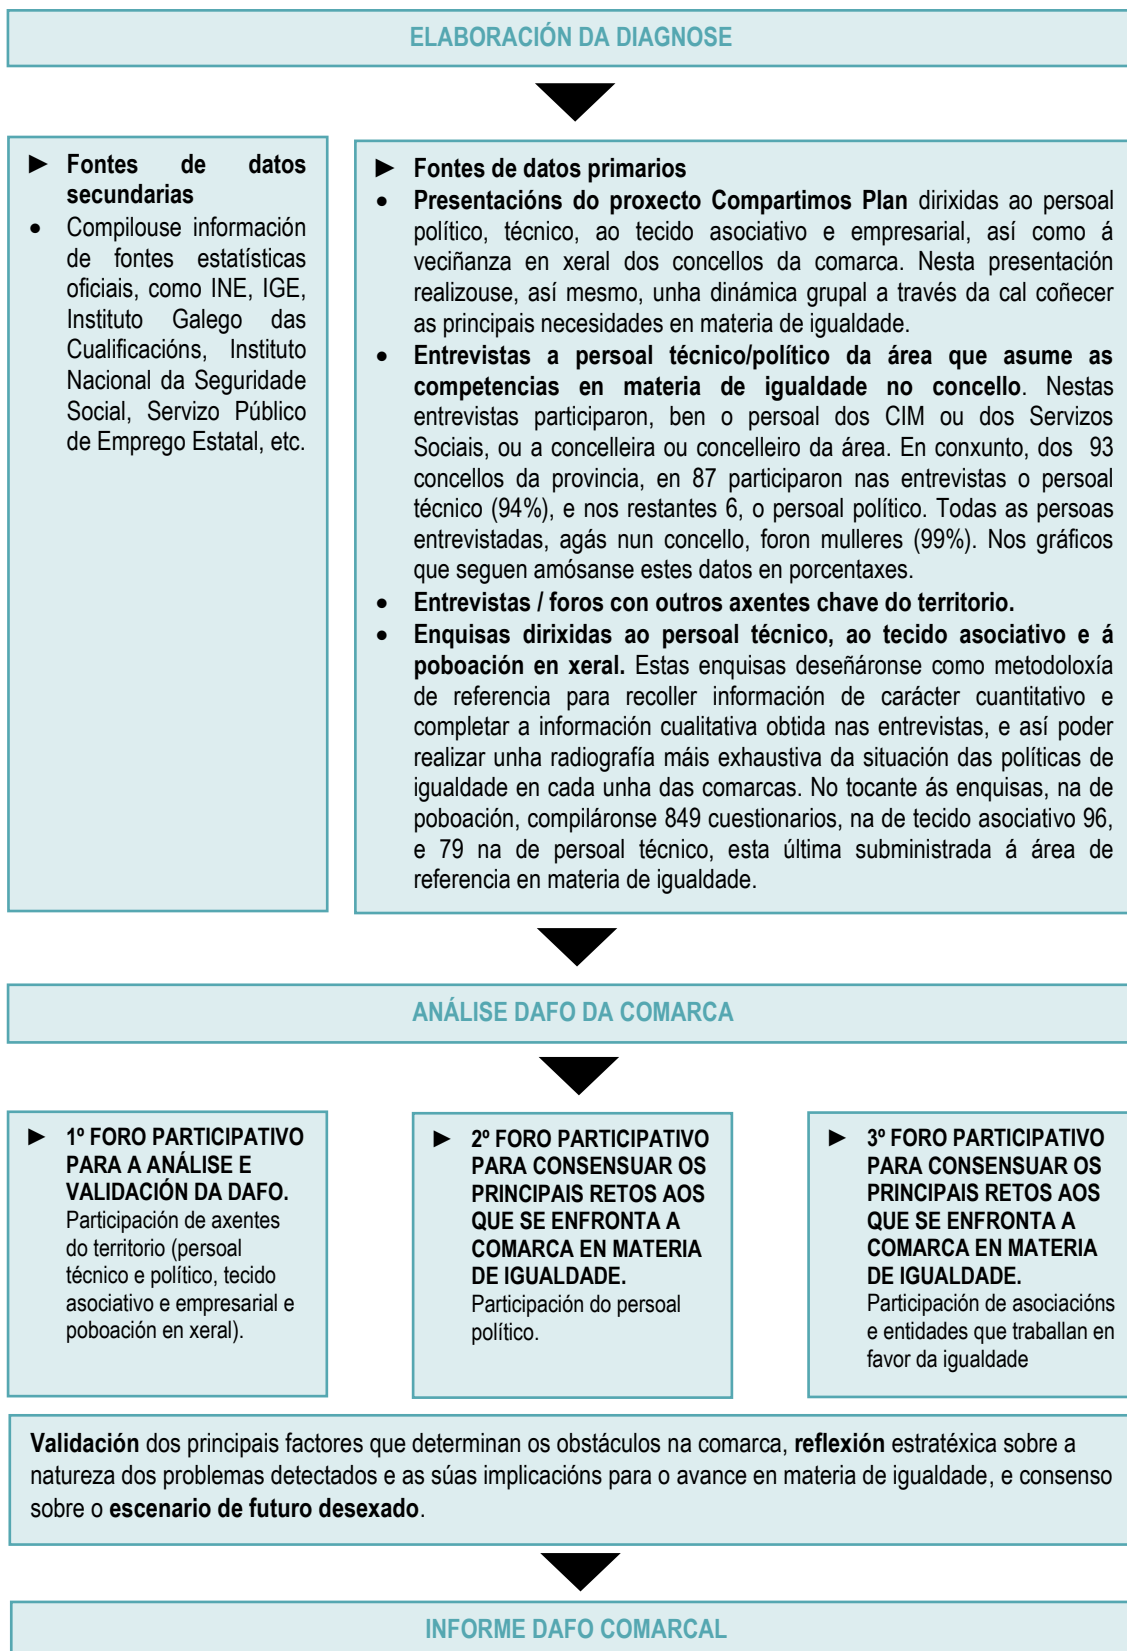 ELABORACIÓN DA DIAGNOSE
► Fontes de datos
secundarias
• Compilouse información
de fontes estatísticas
oficiais, como INE, IGE,
Instituto Galego das
Cualificacións, Instituto
Nacional da Seguridade
Social, Servizo Público
de Emprego Estatal, etc.
► Fontes de datos primarios
• Presentacións do proxecto Compartimos Plan dirixidas ao persoal
político, técnico, ao tecido asociativo e empresarial, así como á
veciñanza en xeral dos concellos da comarca. Nesta presentación
realizouse, así mesmo, unha dinámica grupal a través da cal coñecer
as principais necesidades en materia de igualdade.
• Entrevistas a persoal técnico/político da área que asume as
competencias en materia de igualdade no concello. Nestas
entrevistas participaron, ben o persoal dos CIM ou dos Servizos
Sociais, ou a concelleira ou concelleiro da área. En conxunto, dos 93
concellos da provincia, en 87 participaron nas entrevistas o persoal
técnico (94%), e nos restantes 6, o persoal político. Todas as persoas
entrevistadas, agás nun concello, foron mulleres (99%). Nos gráficos
que seguen amósanse estes datos en porcentaxes.
• Entrevistas / foros con outros axentes chave do territorio.
• Enquisas dirixidas ao persoal técnico, ao tecido asociativo e á
poboación en xeral. Estas enquisas deseñáronse como metodoloxía
de referencia para recoller información de carácter cuantitativo e
completar a información cualitativa obtida nas entrevistas, e así poder
realizar unha radiografía máis exhaustiva da situación das políticas de
igualdade en cada unha das comarcas. No tocante ás enquisas, na de
poboación, compiláronse 849 cuestionarios, na de tecido asociativo 96,
e 79 na de persoal técnico, esta última subministrada á área de
referencia en materia de igualdade.
ANÁLISE DAFO DA COMARCA
► 1º FORO PARTICIPATIVO
PARA A ANÁLISE E
VALIDACIÓN DA DAFO.
Participación de axentes
do territorio (persoal
técnico e político, tecido
asociativo e empresarial e
poboación en xeral).
► 2º FORO PARTICIPATIVO
PARA CONSENSUAR OS
PRINCIPAIS RETOS AOS
QUE SE ENFRONTA A
COMARCA EN MATERIA
DE IGUALDADE.
Participación do persoal
político.
► 3º FORO PARTICIPATIVO
PARA CONSENSUAR OS
PRINCIPAIS RETOS AOS
QUE SE ENFRONTA A
COMARCA EN MATERIA
DE IGUALDADE.
Participación de asociacións
e entidades que traballan en
favor da igualdade
Validación dos principais factores que determinan os obstáculos na comarca, reflexión estratéxica sobre a
natureza dos problemas detectados e as súas implicacións para o avance en materia de igualdade, e consenso
sobre o escenario de futuro desexado.
INFORME DAFO COMARCAL